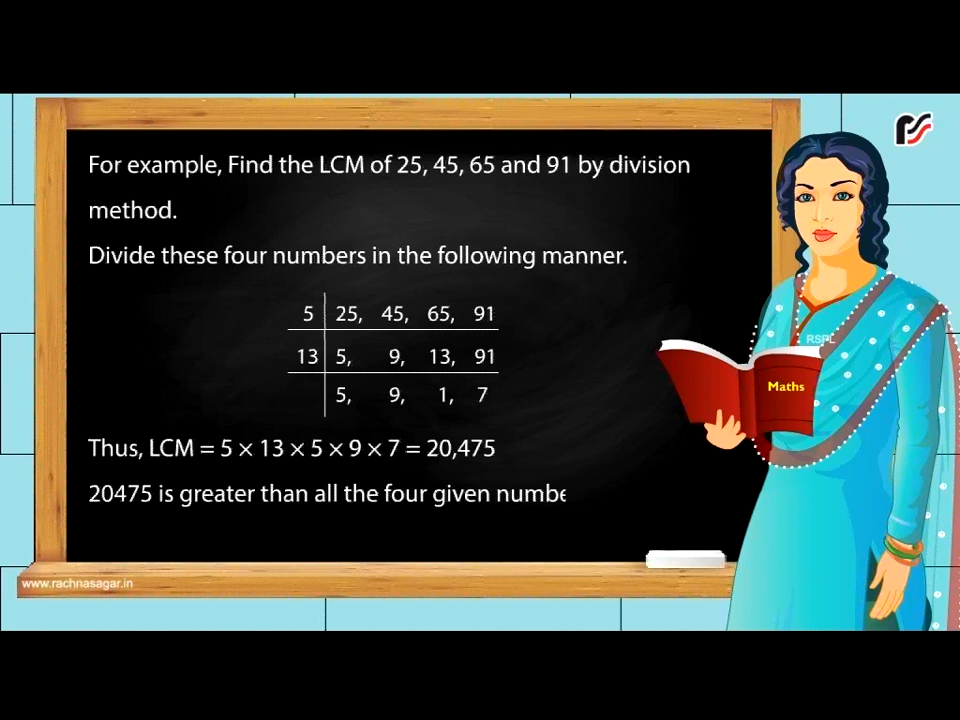 For example, Find the LCM of 25, 45, 65 and 91 by division
method.
Divide these four numbers in the following manner.
5 25, 45, 65, 91
13 5, 9, 13, 91
5, 9, 1, 7
Thus, LCM = 5 × 13 × 5 × 9 × 7 = 20,475
20475 is greater than all the four given numbe
RSPL
Maths
www.rachnasagar.in